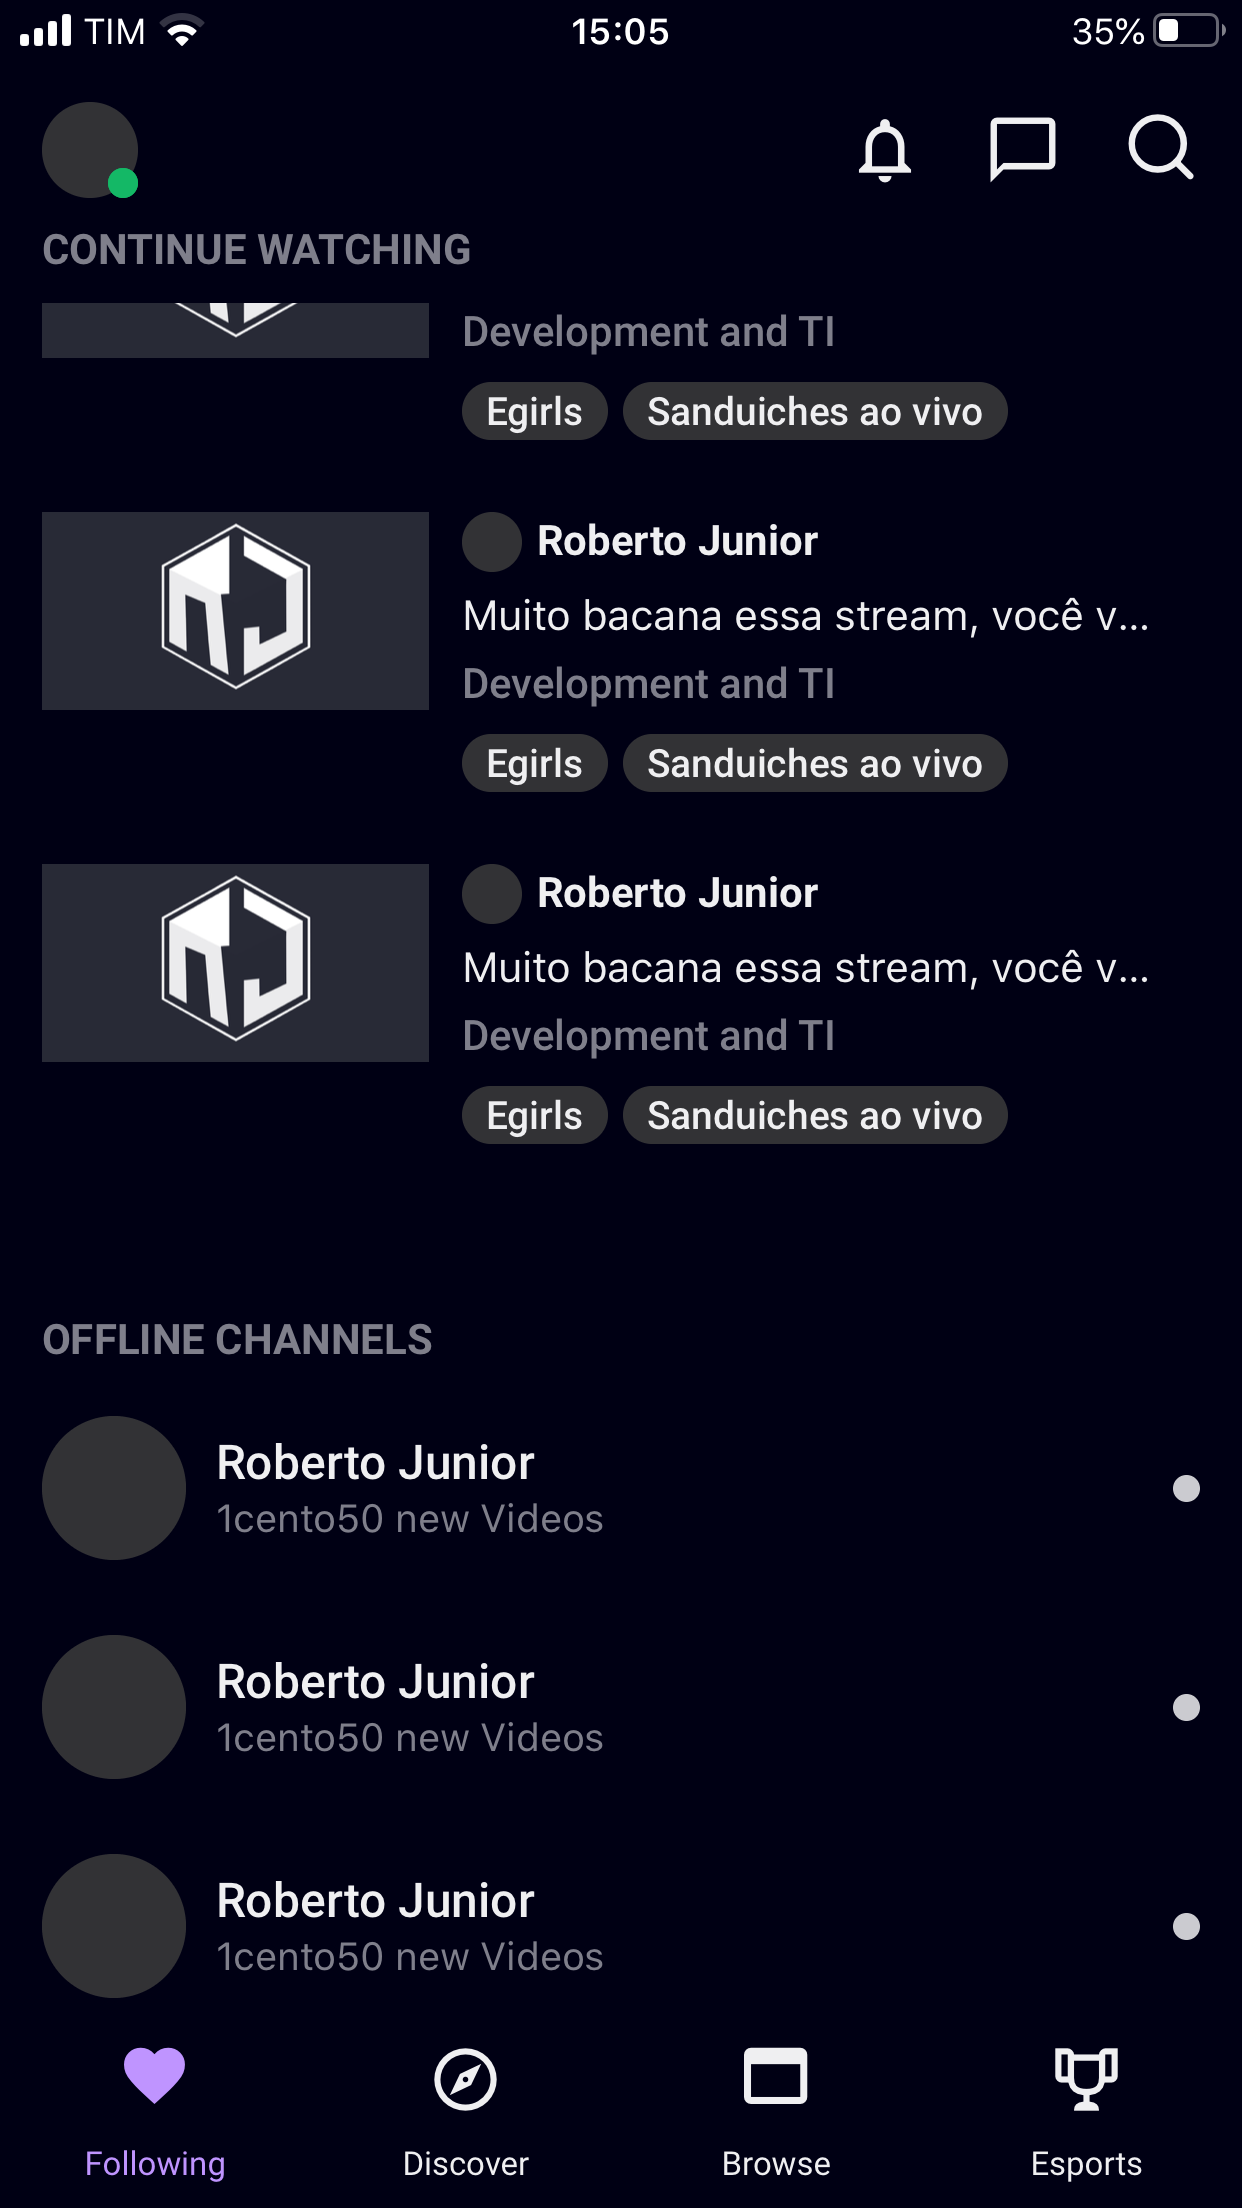 TIM 15:05 35%
CONTINUE WATCHING
Development and TI
Egirls Sanduiches ao vivo
Roberto Junior
Muito bacana essa stream, você v...
Development and TI
Egirls Sanduiches ao vivo
Roberto Junior
Muito bacana essa stream, você v...
Development and TI
Egirls Sanduiches ao vivo
OFFLINE CHANNELS
Roberto Junior
1cento50 new Videos
Roberto Junior
1cento50 new Videos
Roberto Junior
1cento50 new Videos
Following Discover Browse Esports